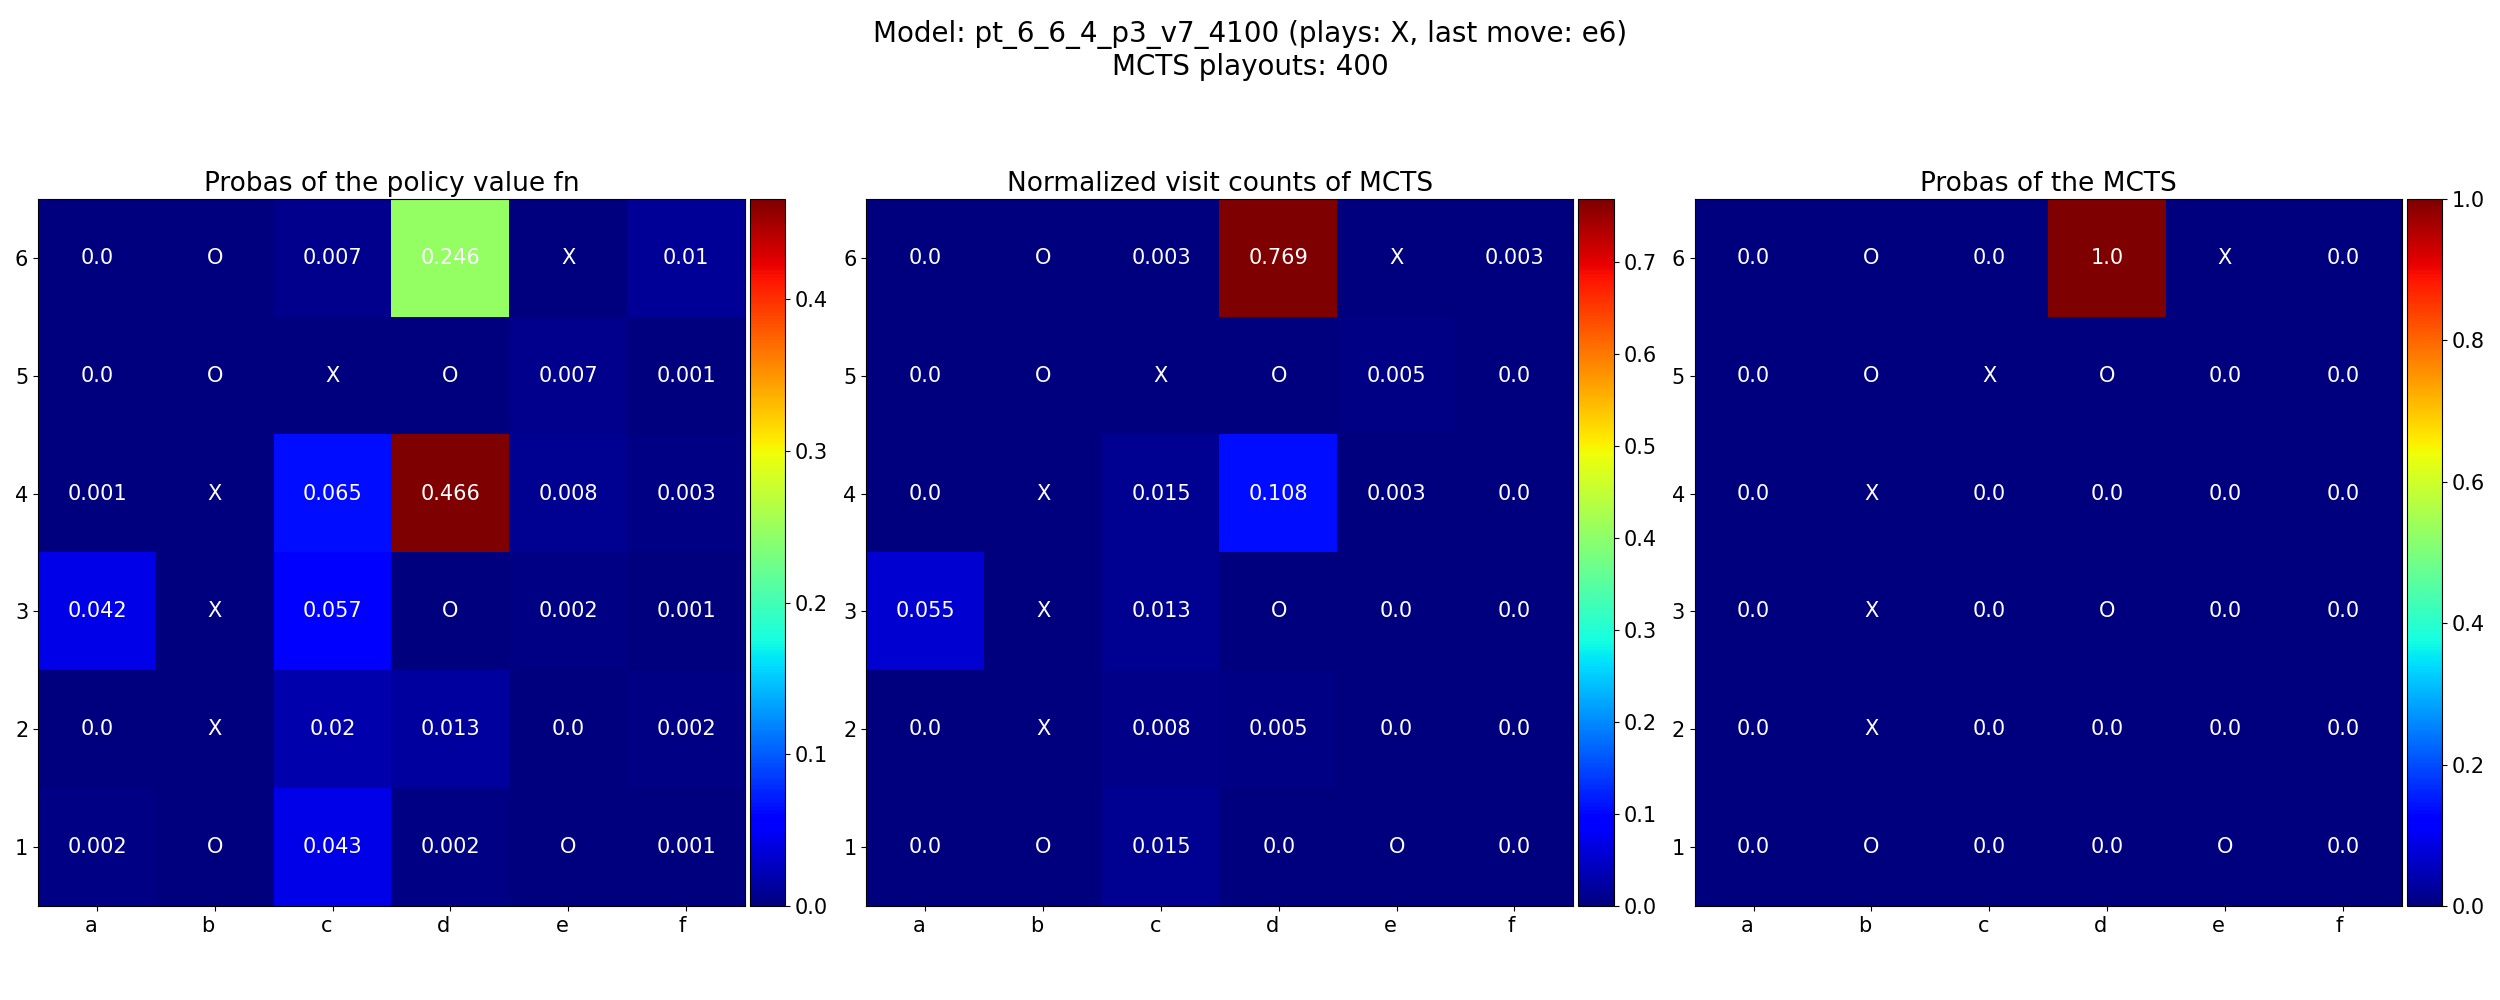 Model: pt_6_6_4_p3_v7_4100 (plays: X, last move: e6)
MCTS playouts: 400
Probas of the policy value fn
6 0.0 O 0.007 0.246 X 0.01
5 0.0 O X O 0.007 0.001
4 0.001 X 0.065 0.466 0.008 0.003
3 0.042 X 0.057 O 0.002 0.001
2 0.0 X 0.02 0.013 0.0 0.002
1 0.002 O 0.043 0.002 O 0.001
a b c d e f
0.4
0.3
0.2
0.1
0.0
Normalized visit counts of MCTS
6 0.0 O 0.003 0.769 X 0.003
5 0.0 O X O 0.005 0.0
4 0.0 X 0.015 0.108 0.003 0.0
3 0.055 X 0.013 O 0.0 0.0
2 0.0 X 0.008 0.005 0.0 0.0
1 0.0 O 0.015 0.0 O 0.0
a b c d e f
0.7
0.6
0.5
0.4
0.3
0.2
0.1
0.0
Probas of the MCTS
6 0.0 O 0.0 1.0 X 0.0
5 0.0 O X O 0.0 0.0
4 0.0 X 0.0 0.0 0.0 0.0
3 0.0 X 0.0 O 0.0 0.0
2 0.0 X 0.0 0.0 0.0 0.0
1 0.0 O 0.0 0.0 O 0.0
a b c d e f
1.0
0.8
0.6
0.4
0.2
0.0